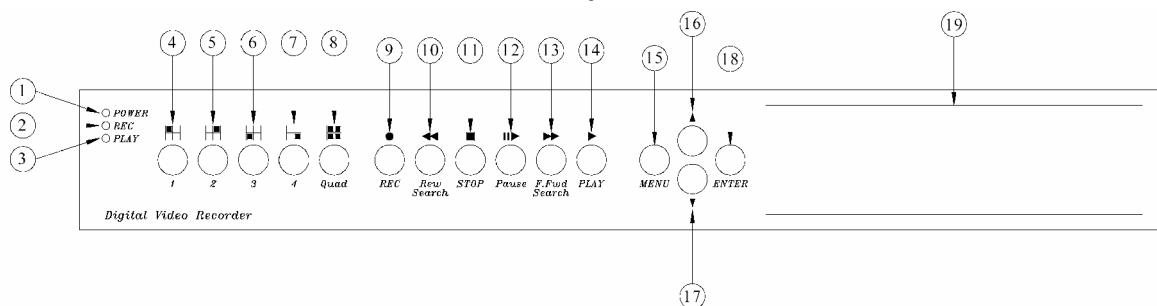 4 5 6 7 8 9 10 11 12 13 14 15 16 18 19
1
2
3
POWER
REC
PLAY
1 2 3 4 Quad REC Rew Search STOP Pause F.Fwd Search PLAY MENU ENTER
Digital Video Recorder
17